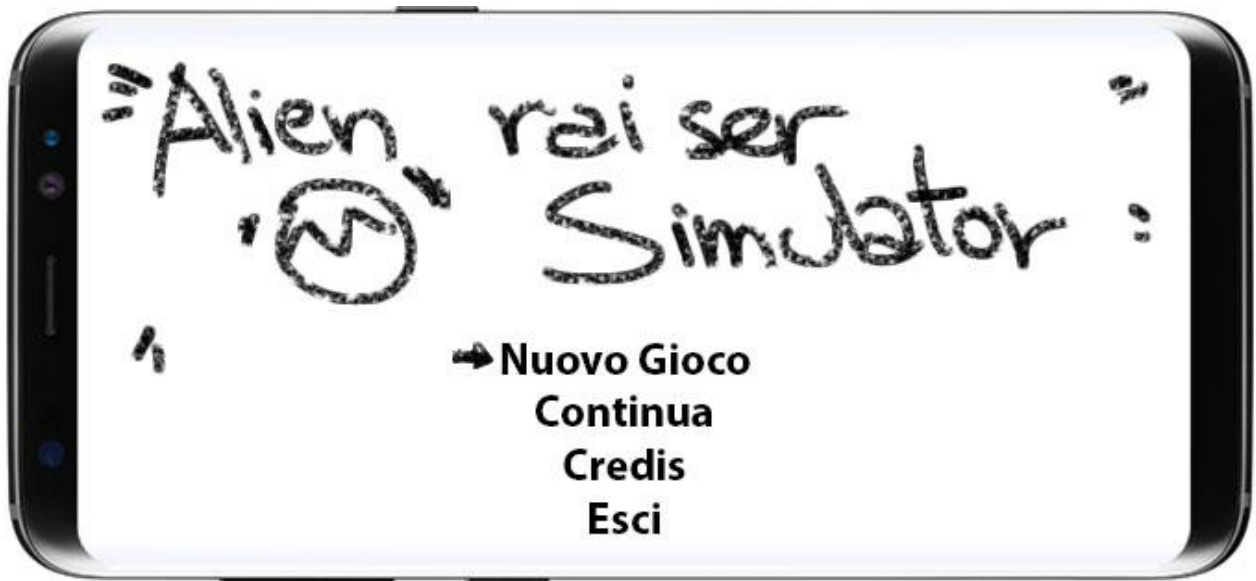 Alien raiser
Simulator
Nuovo Gioco
Continua
Credis
Esci